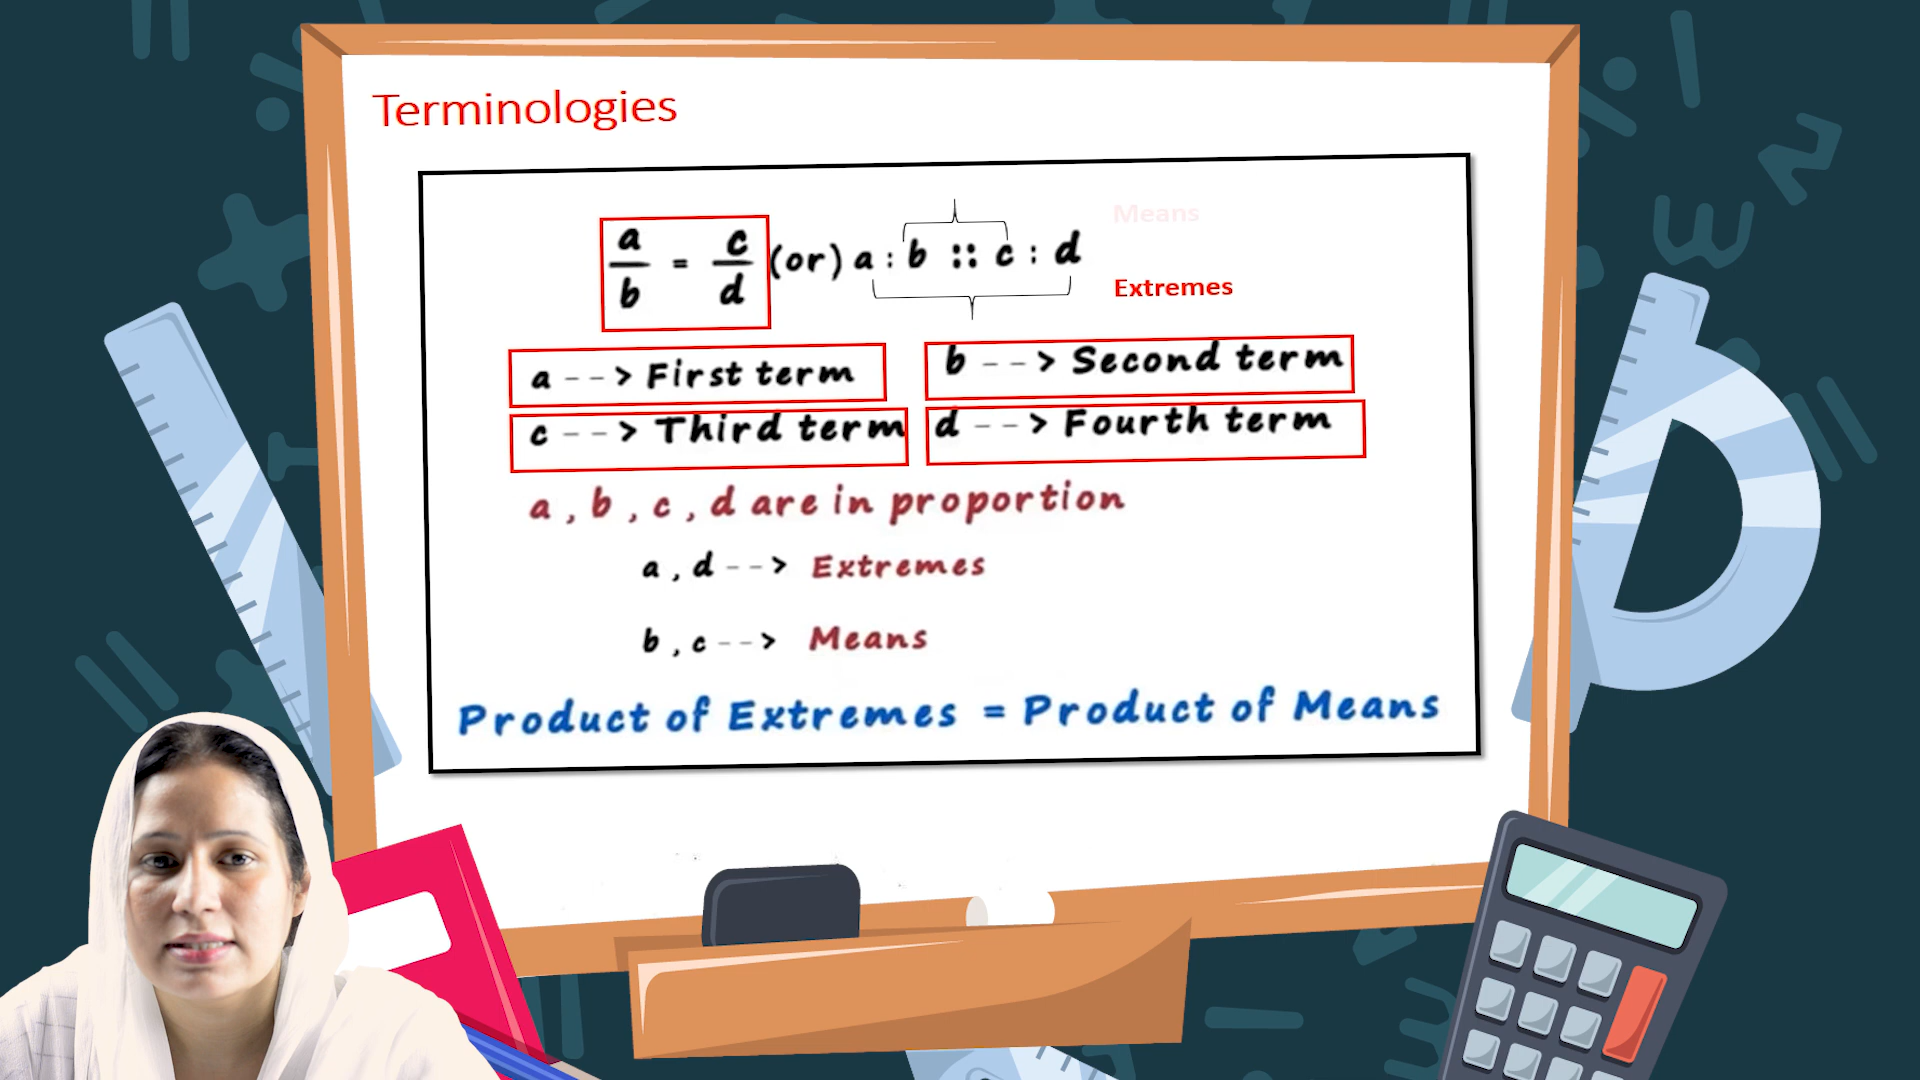 Terminologies
Means
a/b = c/d (or) a : b :: c : d
Extremes
a --> First term
b --> Second term
c --> Third term
d --> Fourth term
a , b , c , d are in proportion
a , d --> Extremes
b , c --> Means
Product of Extremes = Product of Means